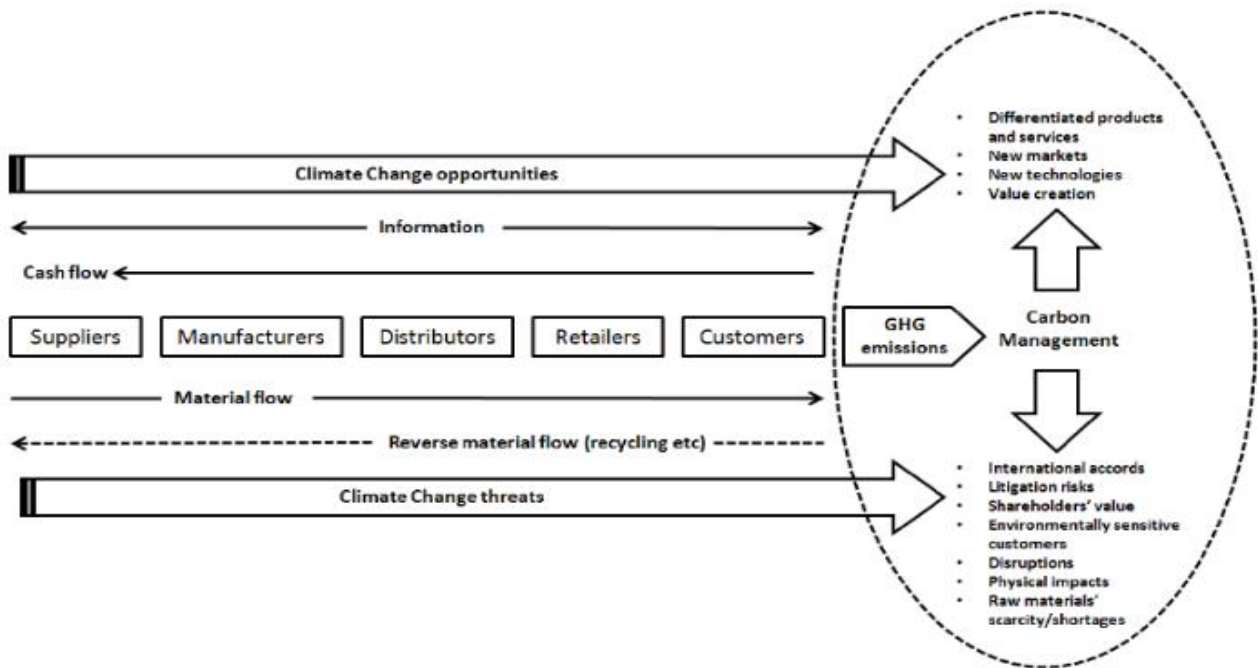 Climate Change opportunities
Information
Cash flow
Suppliers
Manufacturers
Distributors
Retailers
Customers
Material flow
Reverse material flow (recycling etc)
Climate Change threats
GHG
emissions
Carbon
Management
• Differentiated products
and services
• New markets
• New technologies
• Value creation
• International accords
• Litigation risks
• Shareholders’ value
• Environmentally sensitive
customers
• Disruptions
• Physical impacts
• Raw materials’
scarcity/shortages